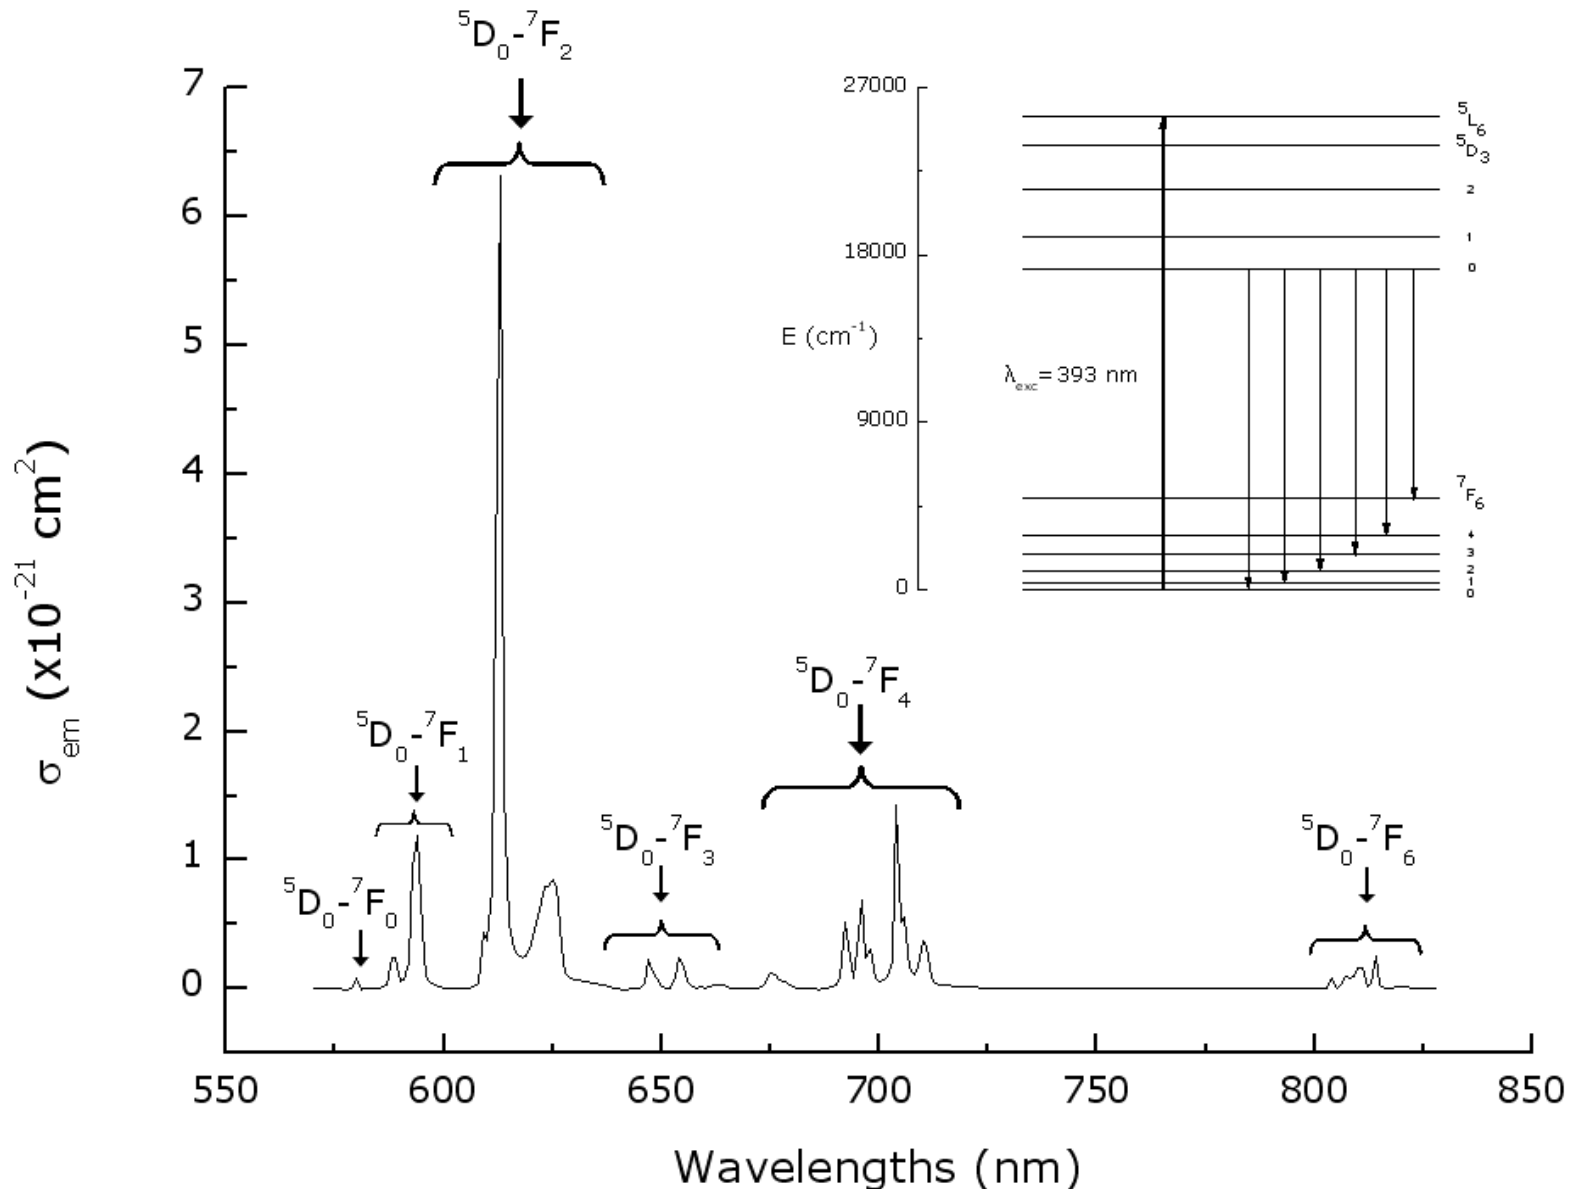 ⁵D₀-⁷F₂
7
6
5
4
3
2
1
0
σem (x10⁻²¹ cm²)
⁵D₀-⁷F₀
⁵D₀-⁷F₁
⁵D₀-⁷F₃
⁵D₀-⁷F₄
⁵D₀-⁷F₆
550
600
650
700
750
800
850
Wavelengths (nm)
27000
18000
9000
0
E (cm⁻¹)
λexc= 393 nm
⁵L₆
⁵D₃
2
1
0
⁷F₆
4
3
2
1
0